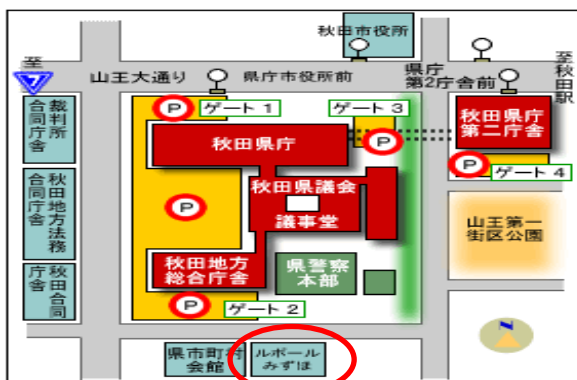 秋田市役所
至
7
山王大通り
県庁市役所前
県庁
第2庁舎前
至秋田駅
裁判所
合同庁舎
P
ゲート1
ゲート3
P
秋田県庁
秋田県庁
第二庁舎
P
ゲート4
秋田地方法務
合同庁舎
P
秋田県議会
議事堂
山王第一
街区公園
秋田合同
庁舎
秋田地方
総合庁舎
県警察
本部
P
ゲート2
N
県市町村
会館
ルポール
みずほ